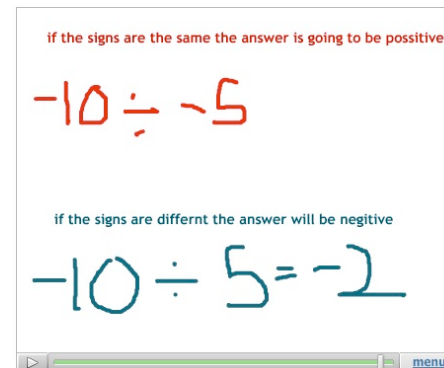 if the signs are the same the answer is going to be possitive
-10 ÷ -5
if the signs are differnt the answer will be negitive
-10 ÷ 5 = -2
menu